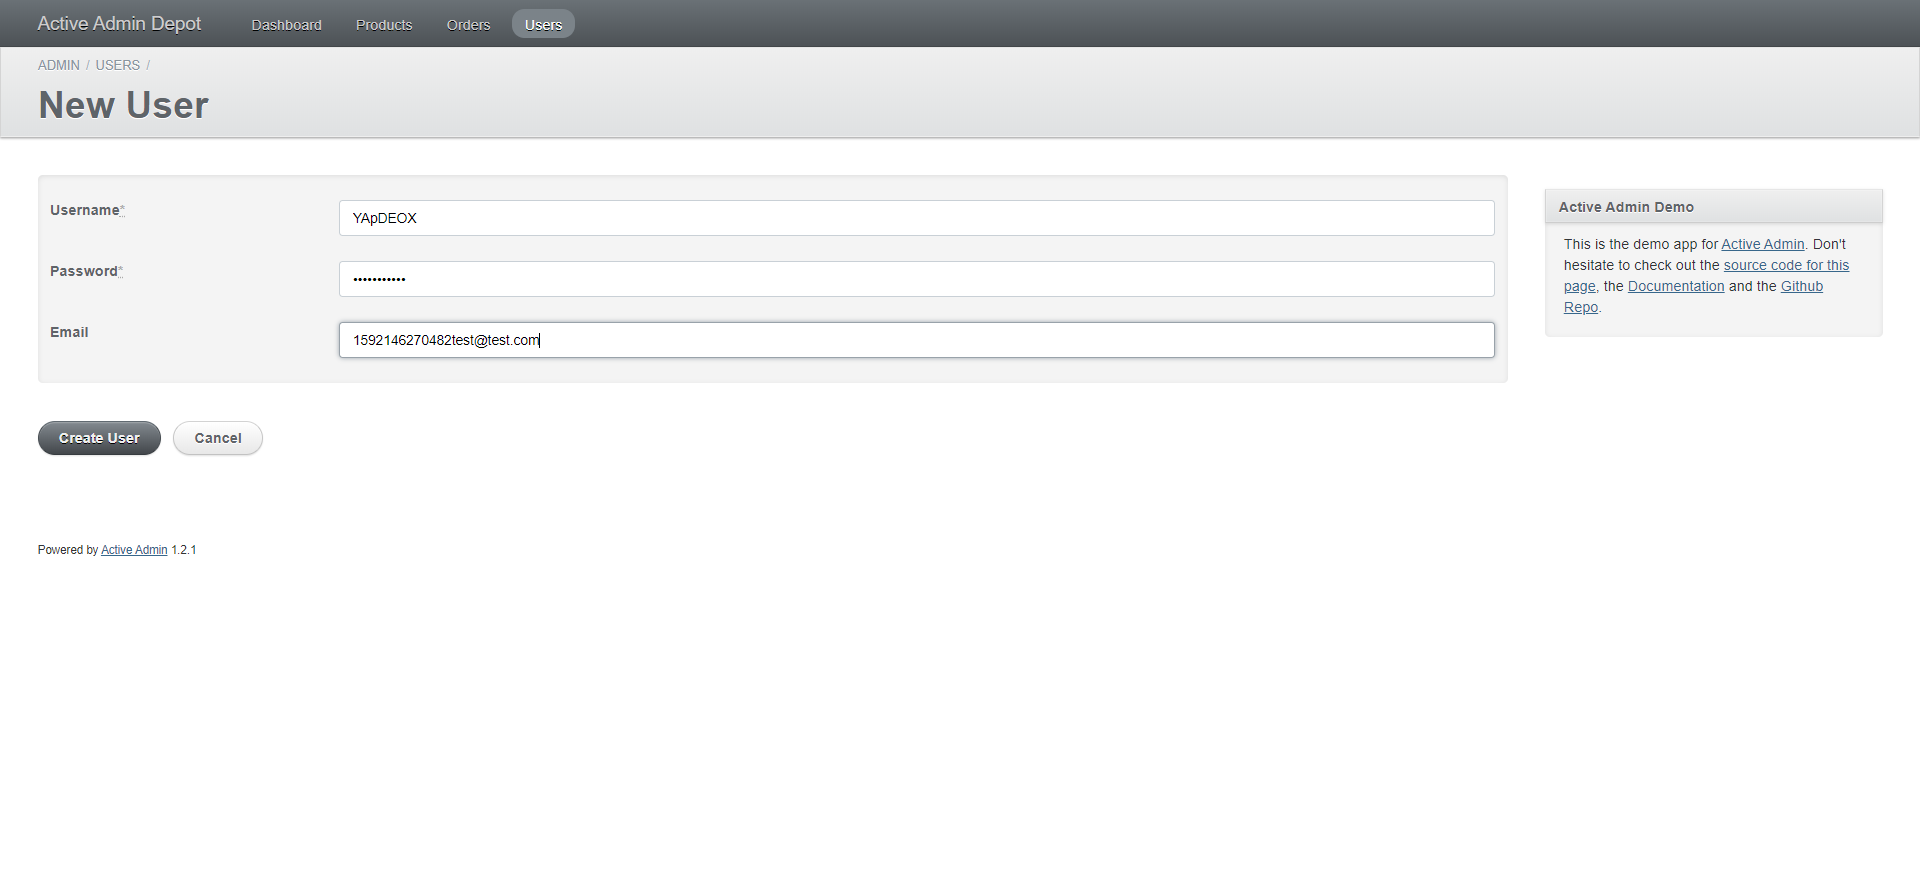 Active Admin Depot Dashboard Products Orders Users
ADMIN / USERS /
New User
Username*
YApDEOX
Password*
•••••••••••
Email
1592146270482test@test.com
Create User Cancel
Active Admin Demo
This is the demo app for Active Admin. Don't
hesitate to check out the source code for this
page, the Documentation and the Github
Repo.
Powered by Active Admin 1.2.1